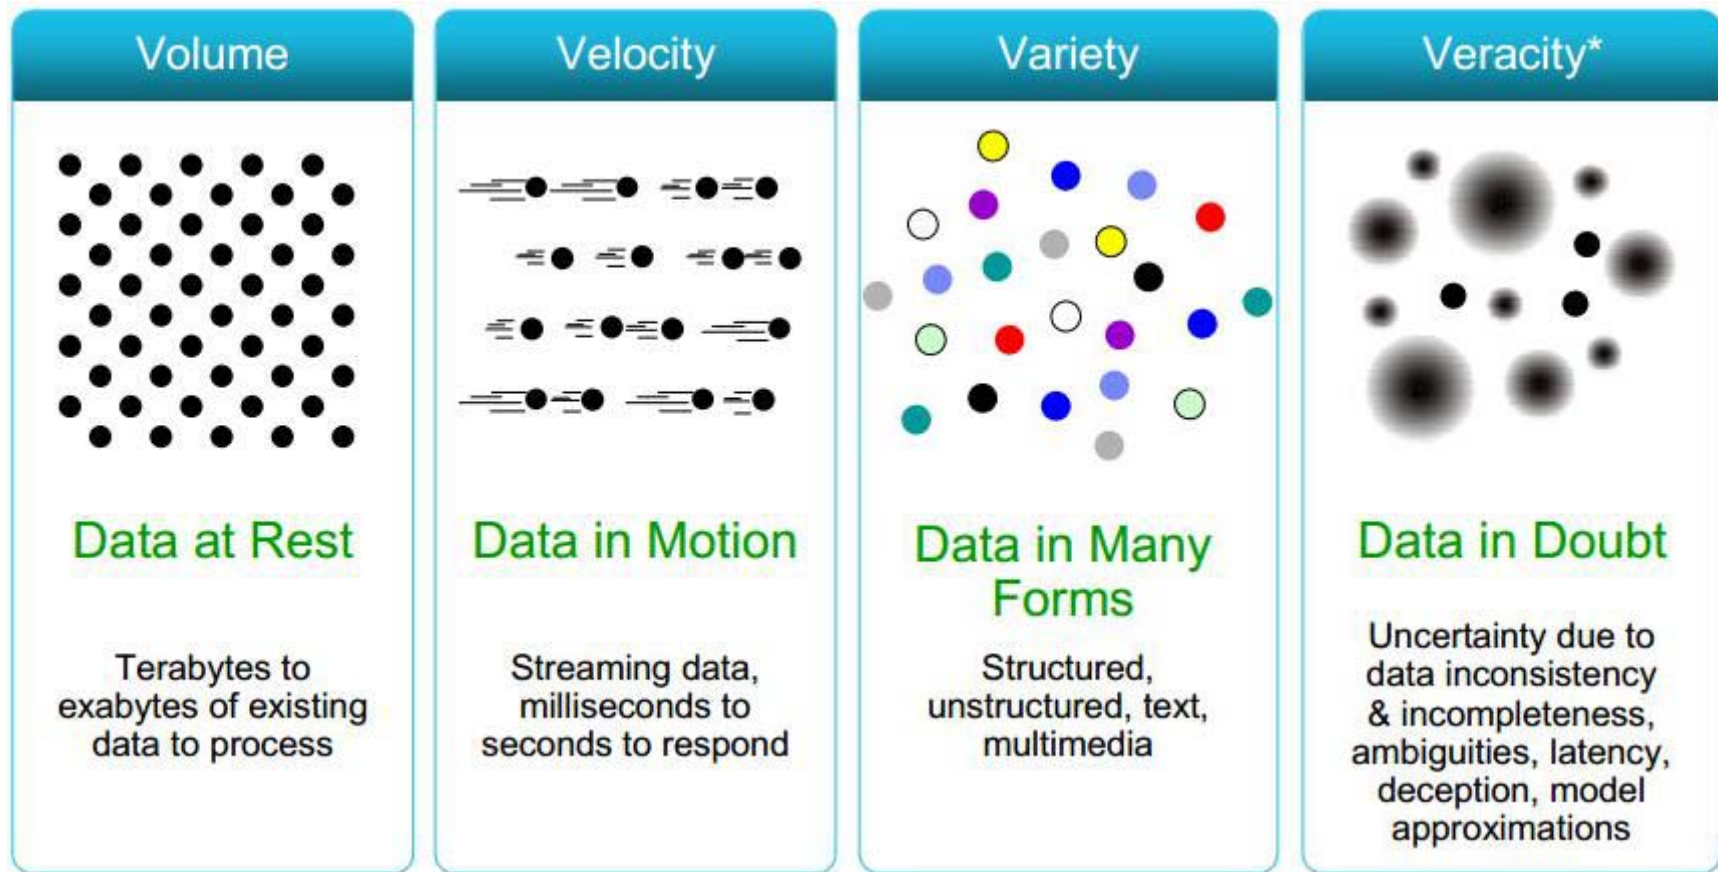 Volume
Data at Rest
Terabytes to
exabytes of existing
data to process
Velocity
Data in Motion
Streaming data,
milliseconds to
seconds to respond
Variety
Data in Many
Forms
Structured,
unstructured, text,
multimedia
Veracity*
Data in Doubt
Uncertainty due to
data inconsistency
& incompleteness,
ambiguities, latency,
deception, model
approximations